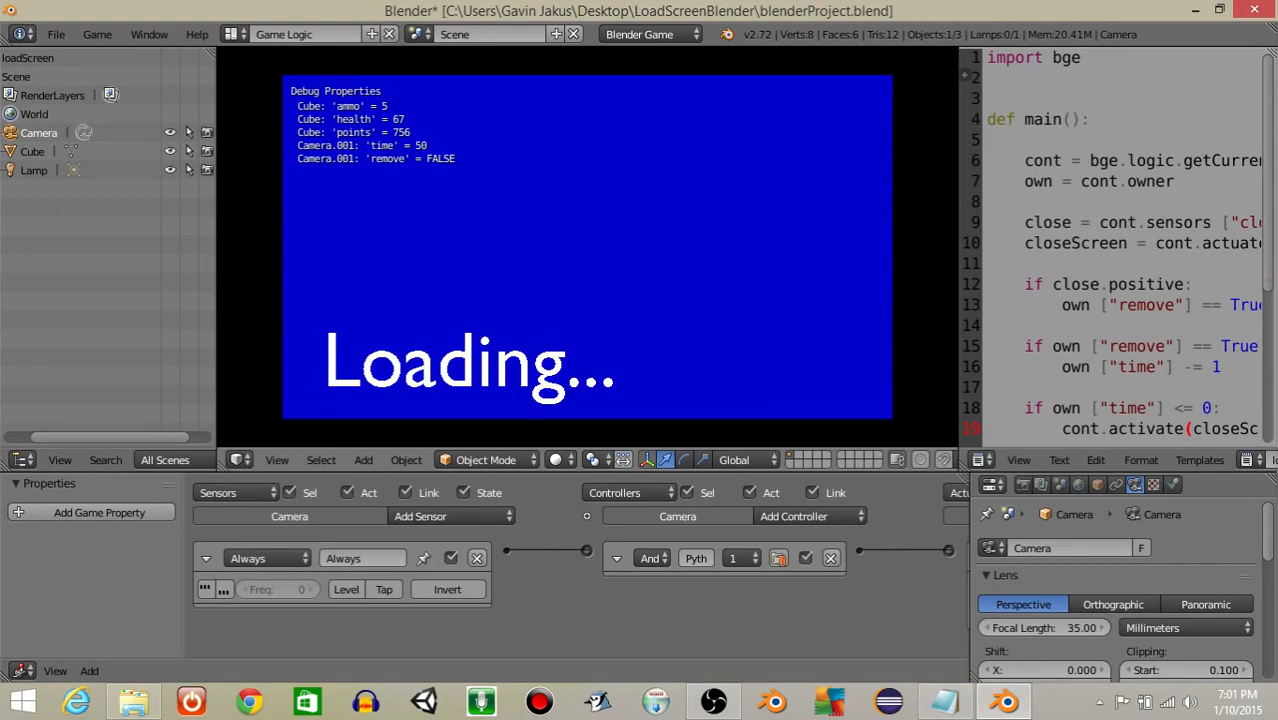 Blender* [C:\Users\Gavin Jakus\Desktop\LoadScreenBlender\blenderProject.blend]
File Game Window Help Game Logic Scene Blender Game v2.72 | Verts:8 | Faces:6 | Tris:12 | Objects:1/3 | Lamps:0/1 | Mem:20.41M | Camera
loadScreen
Scene
RenderLayers |
World
Camera
Cube
Lamp
View Search All Scenes
Debug Properties
Cube: 'ammo' = 5
Cube: 'health' = 67
Cube: 'points' = 756
Camera.001: 'time' = 50
Camera.001: 'remove' = FALSE
Loading...
View Select Add Object Object Mode Global
1 import bge
2
3
4 def main():
5
6 cont = bge.logic.getCurre
7 own = cont.owner
8
9 close = cont.sensors ["clo
10 closeScreen = cont.actuate
11
12 if close.positive:
13 own ["remove"] == Tru
14
15 if own ["remove"] == True
16 own ["time"] -= 1
17
18 if own ["time"] <= 0:
19 cont.activate(closeSc
View Text Edit Format Templates
Properties
Add Game Property
Sensors Sel Act Link State
Camera Add Sensor
Always Always
Freq: 0 Level Tap Invert
Controllers Sel Act Link
Camera Add Controller
And Pyth 1
Actu
View Add
Camera Camera
Camera F
Lens
Perspective Orthographic Panoramic
Focal Length: 35.00 Millimeters
Shift: Clipping:
X: 0.000 Start: 0.100
7:01 PM
1/10/2015